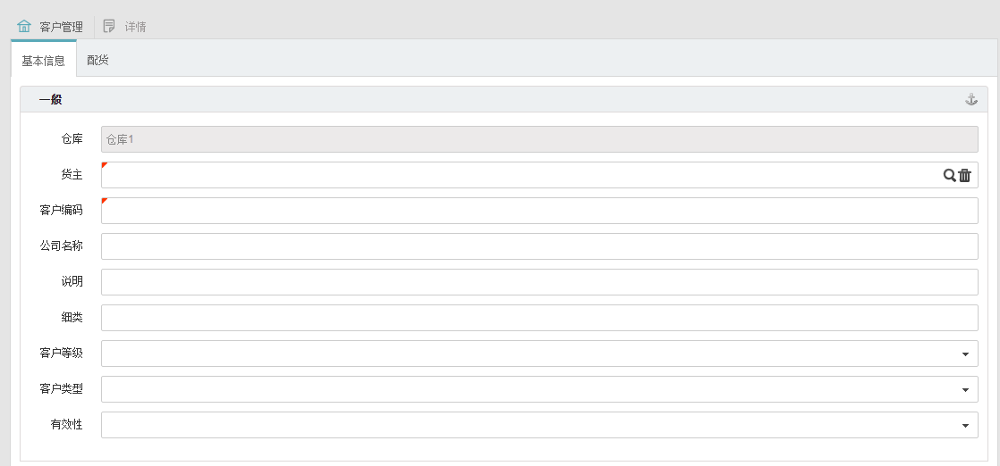 客户管理 详情
基本信息 配货
一般
仓库 仓库1
货主
客户编码
公司名称
说明
细类
客户等级
客户类型
有效性